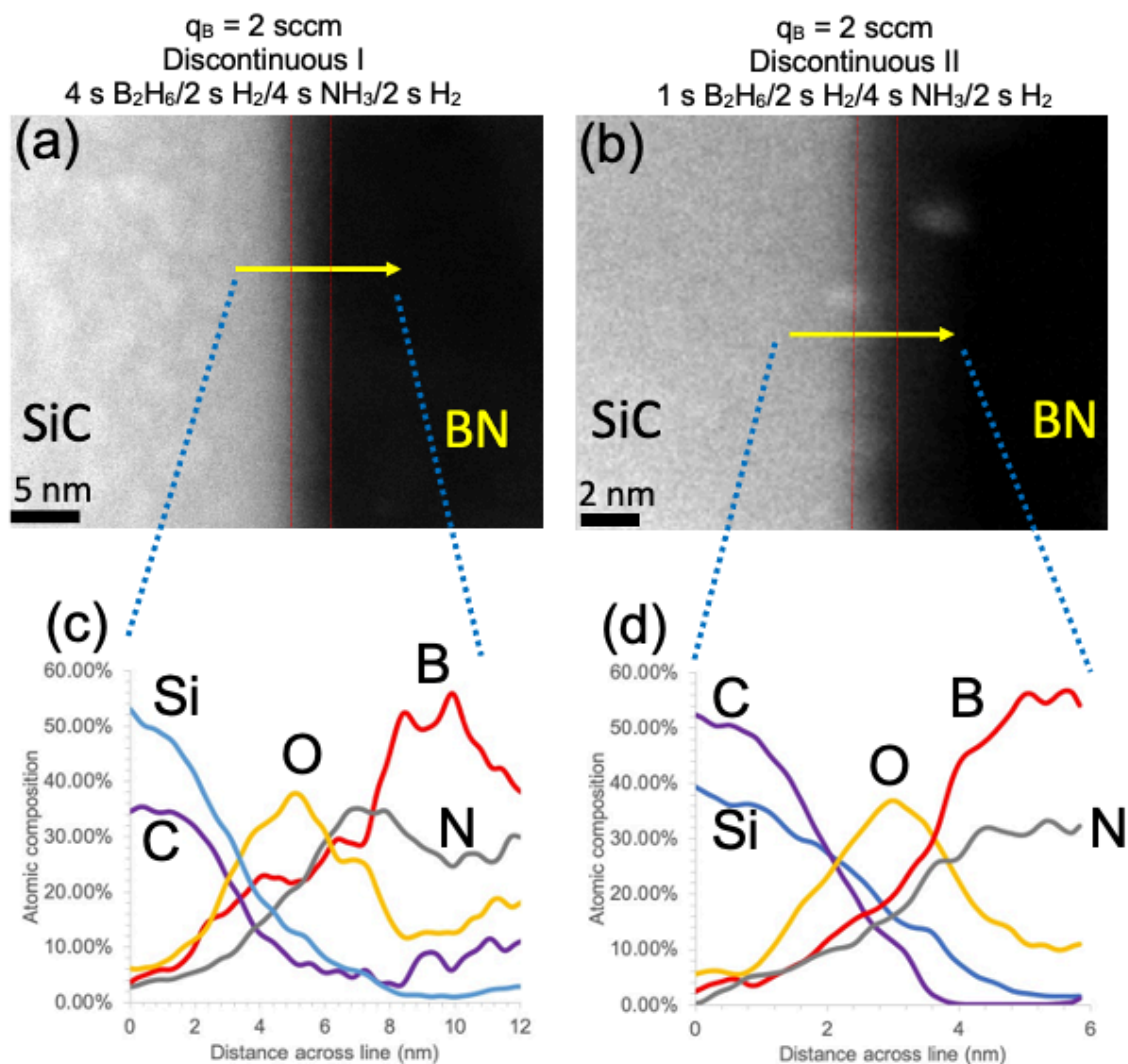 q_B = 2 sccm
Discontinuous I
4 s B₂H₆/2 s H₂/4 s NH₃/2 s H₂
q_B = 2 sccm
Discontinuous II
1 s B₂H₆/2 s H₂/4 s NH₃/2 s H₂
(a)
SiC
BN
5 nm
(b)
SiC
BN
2 nm
(c)
60.00%
50.00%
40.00%
30.00%
20.00%
10.00%
0.00%
Atomic composition
Si
C
O
B
N
0 2 4 6 8 10 12
Distance across line (nm)
(d)
60.00%
50.00%
40.00%
30.00%
20.00%
10.00%
0.00%
Atomic composition
C
Si
O
B
N
0 2 4 6
Distance across line (nm)